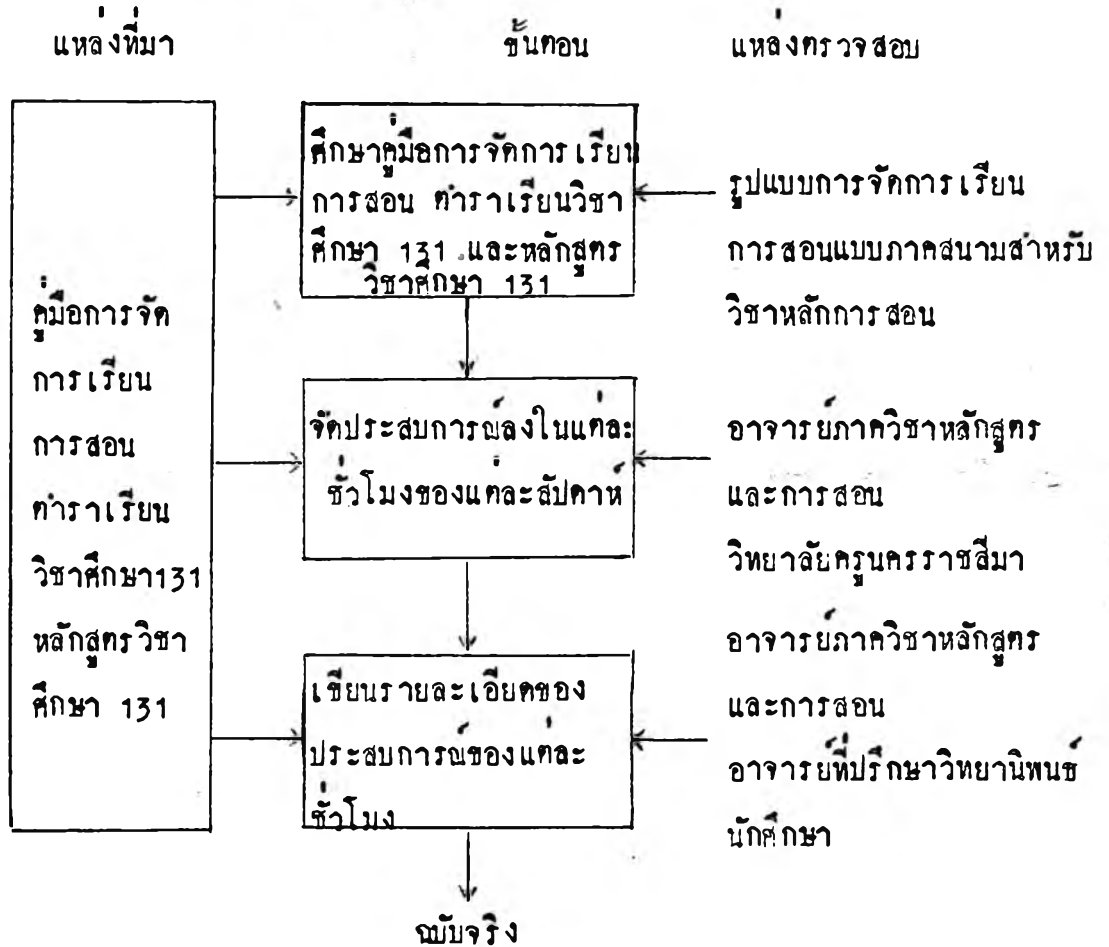 แหล่งที่มา
ขั้นตอน
แหล่งตรวจสอบ
คู่มือการจัด
การเรียน
การสอน
ตำราเรียน
วิชาศึกษา131
หลักสูตรวิชา
ศึกษา 131
ศึกษาคู่มือการจัดการเรียน
การสอน ตำราเรียนวิชา
ศึกษา 131 และหลักสูตร
วิชาศึกษา 131
จัดประสบการณ์ลงในแต่ละ
ชั่วโมงของแต่ละสัปดาห์
เขียนรายละเอียดของ
ประสบการณ์ของแต่ละ
ชั่วโมง
ฉบับจริง
รูปแบบการจัดการเรียน
การสอนแบบภาคสนามสำหรับ
วิชาหลักการสอน
อาจารย์ภาควิชาหลักสูตร
และการสอน
วิทยาลัยครูนครราชสีมา
อาจารย์ภาควิชาหลักสูตร
และการสอน
อาจารย์ที่ปรึกษาวิทยานิพนธ์
นักศึกษา